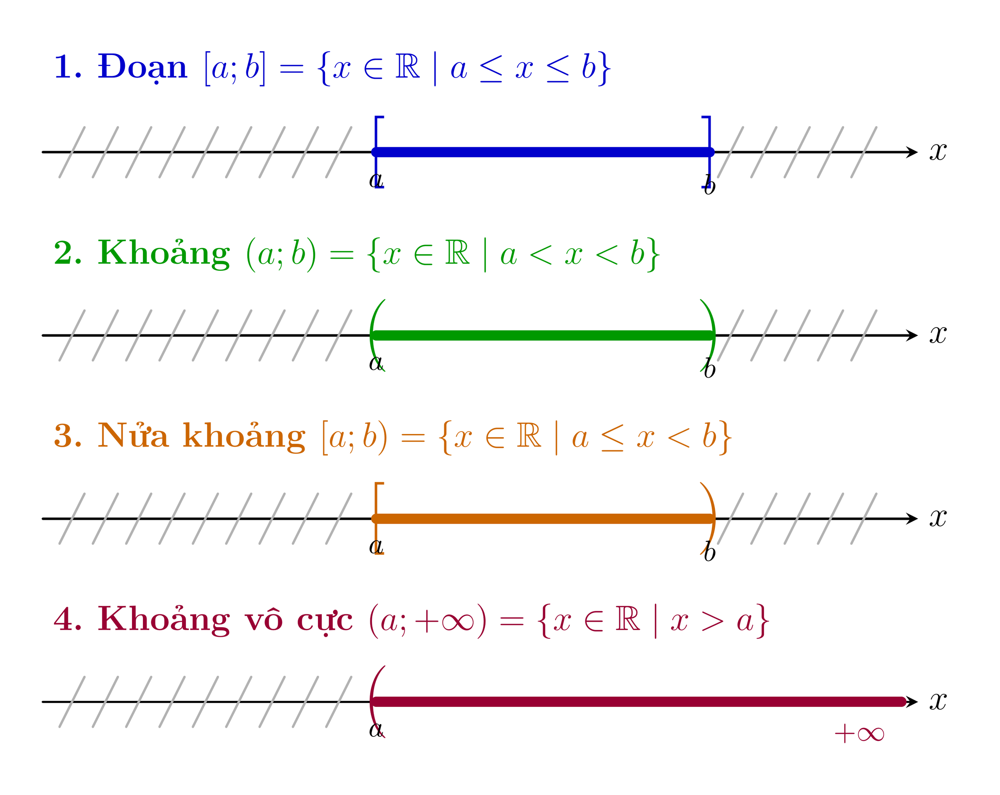 1. Đoạn [a; b] = {x ∈ ℝ | a ≤ x ≤ b}
[ ] x
a b
2. Khoảng (a; b) = {x ∈ ℝ | a < x < b}
( ) x
a b
3. Nửa khoảng [a; b) = {x ∈ ℝ | a ≤ x < b}
[ ) x
a b
4. Khoảng vô cực (a; +∞) = {x ∈ ℝ | x > a}
( x
a +∞